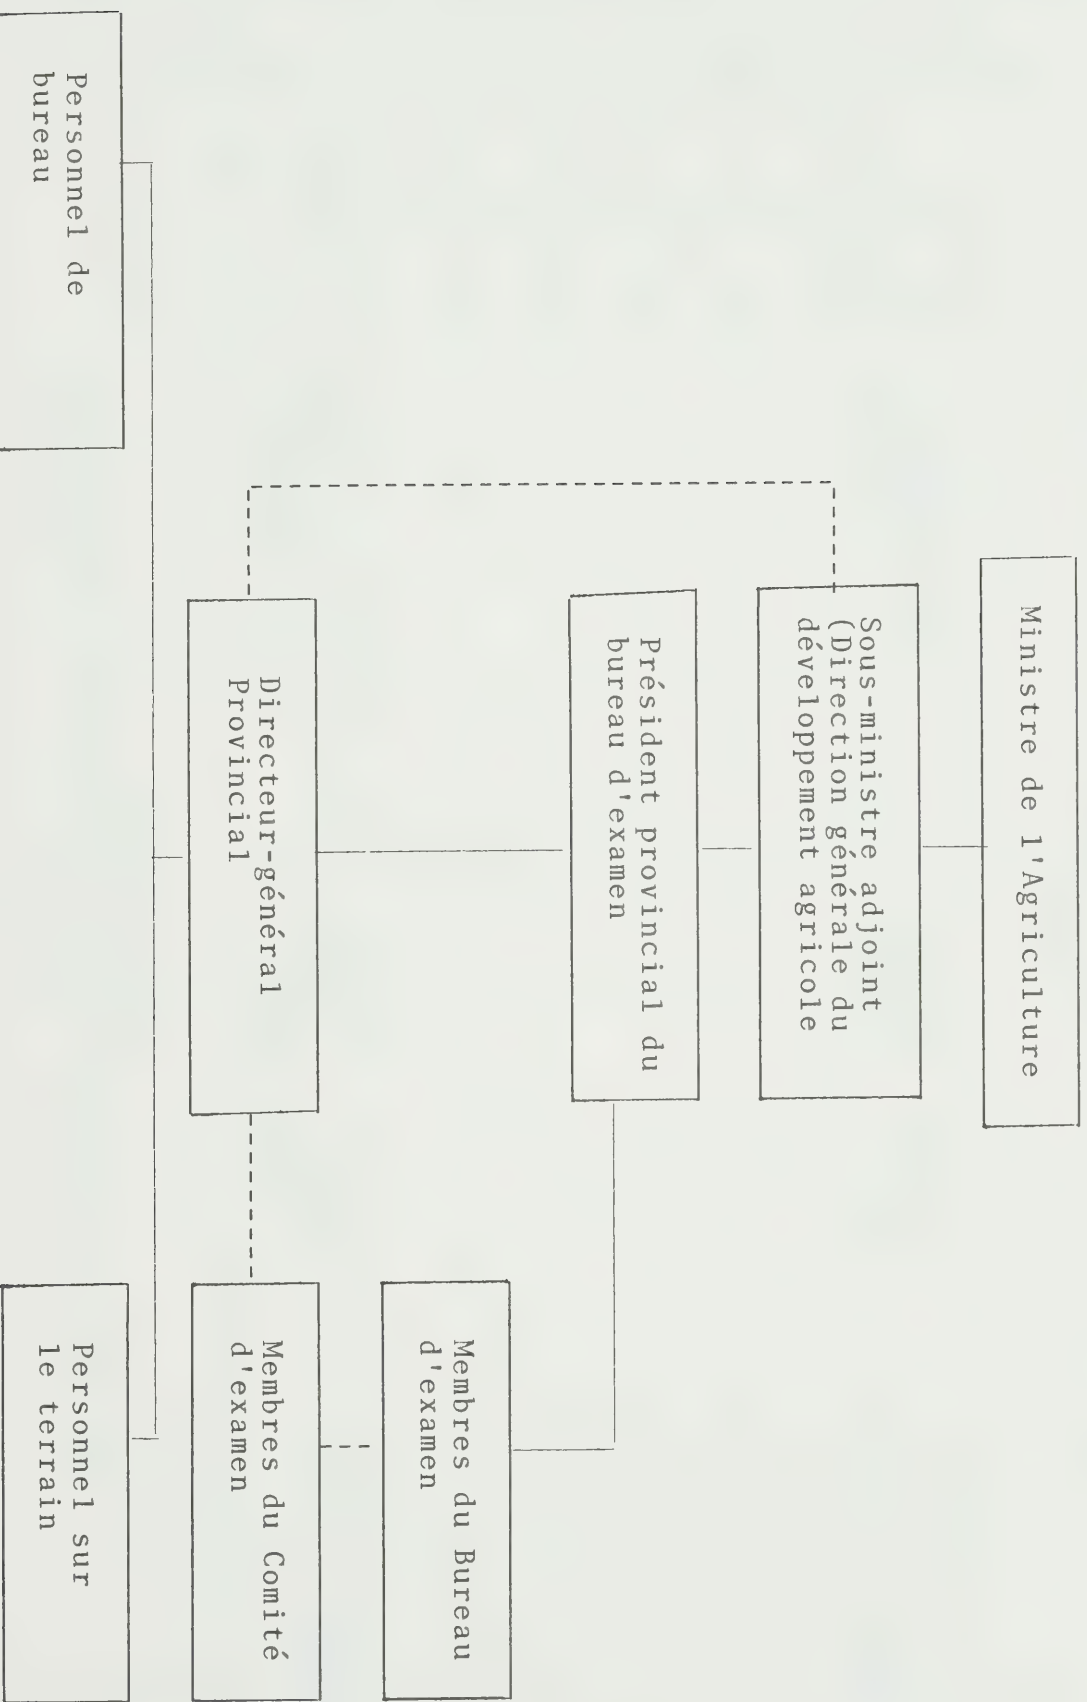 Ministre de l'Agriculture
Sous-ministre adjoint
(Direction générale du
développement agricole
Président provincial du
bureau d'examen
Membres du Bureau
d'examen
Directeur-général
Provincial
Membres du Comité
d'examen
Personnel de
bureau
Personnel sur
le terrain